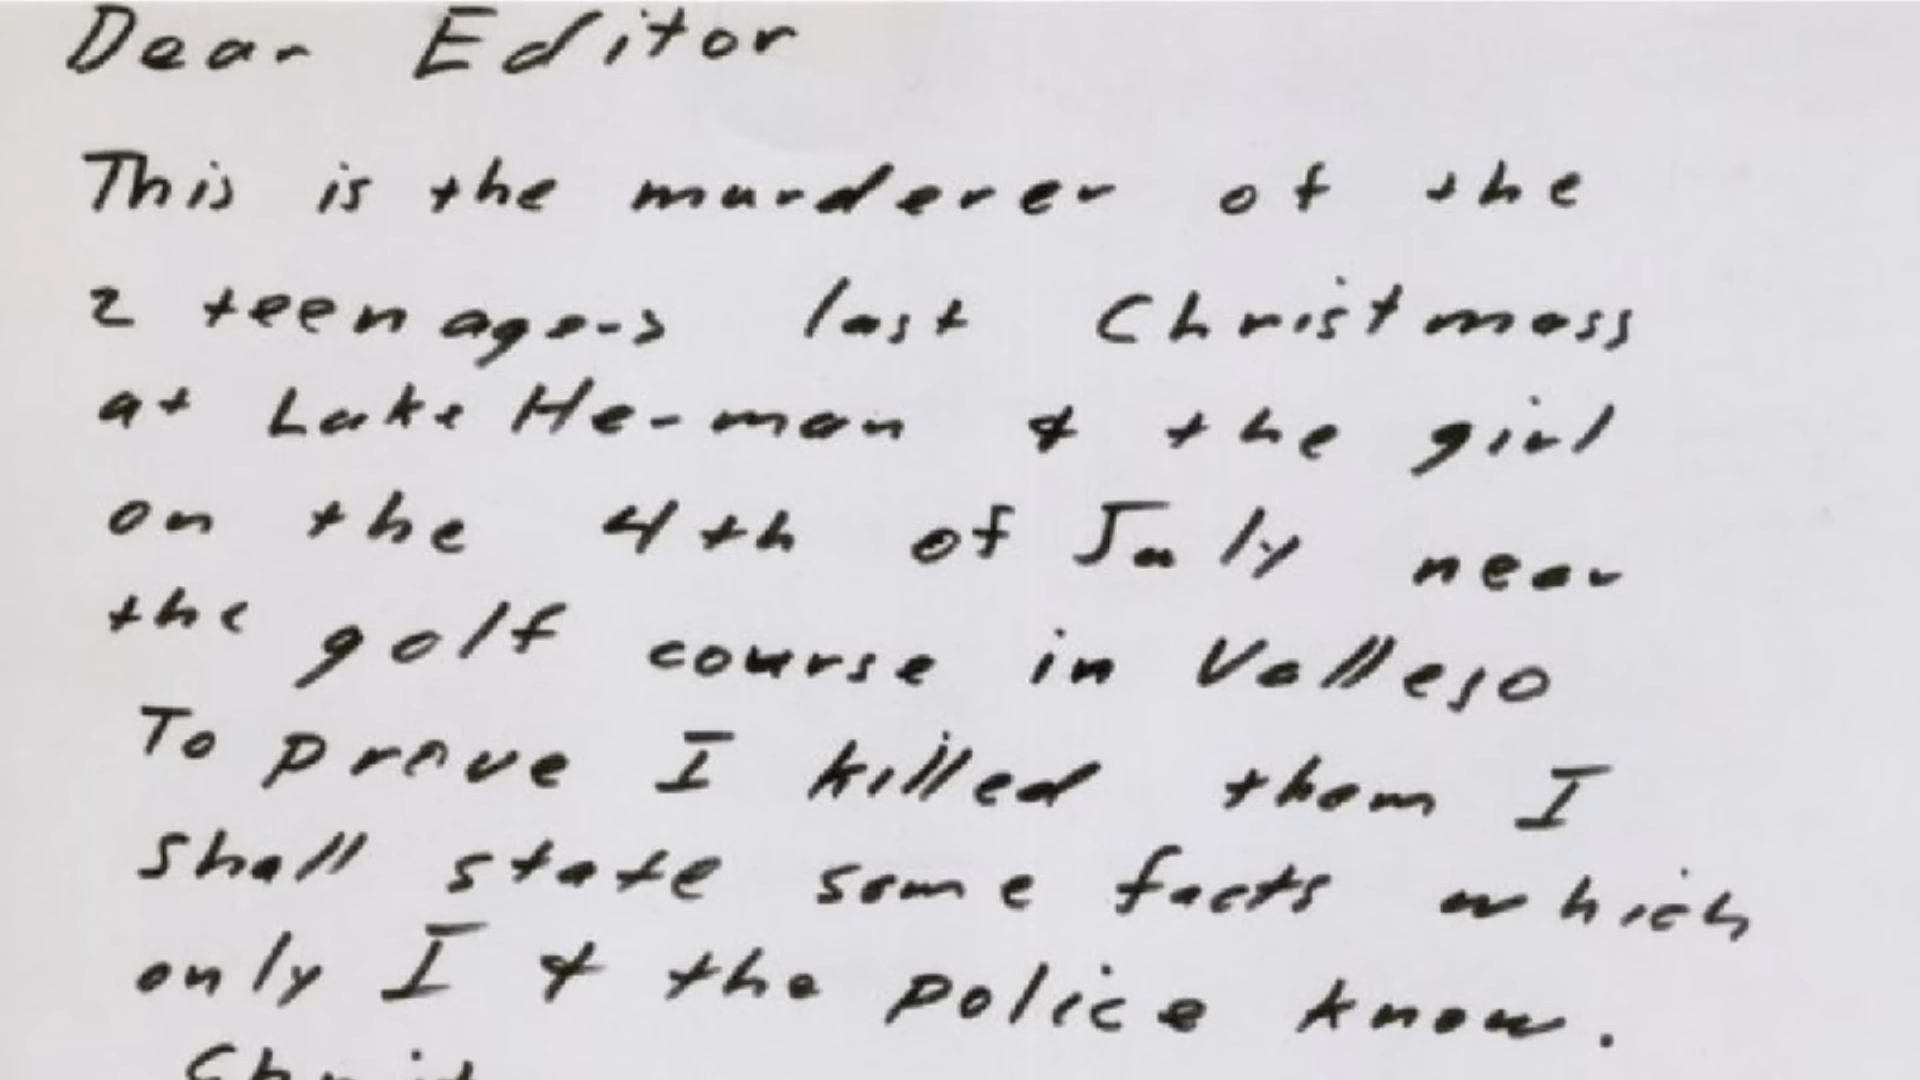 Dear Editor
This is the murderer of the
2 teenagers last Christmass
at Lake Herman & the girl
on the 4th of July near
the golf course in Vallejo
To prove I killed them I
shall state some facts which
only I & the police know.